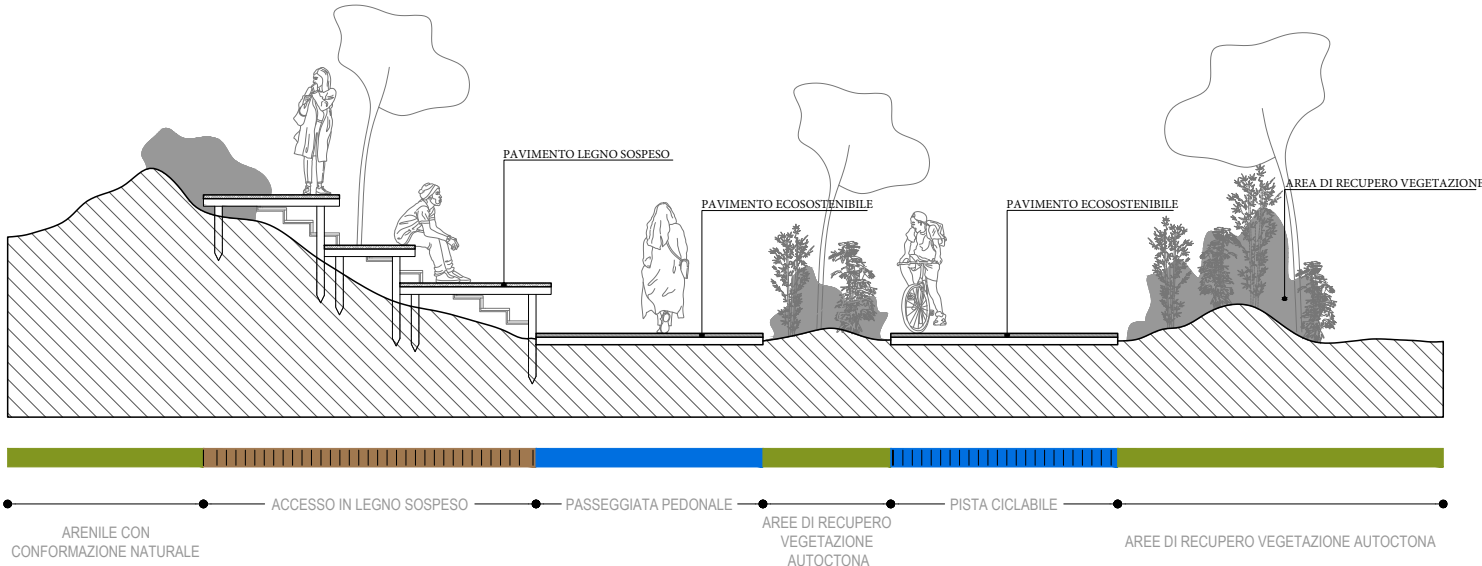 PAVIMENTO LEGNO SOSPESO
PAVIMENTO ECOSOSTENIBILE
PAVIMENTO ECOSOSTENIBILE
AREA DI RECUPERO VEGETAZIONE
ARENILE CON
CONFORMAZIONE NATURALE
ACCESSO IN LEGNO SOSPESO
PASSEGGIATA PEDONALE
AREE DI RECUPERO
VEGETAZIONE
AUTOCTONA
PISTA CICLABILE
AREE DI RECUPERO VEGETAZIONE AUTOCTONA